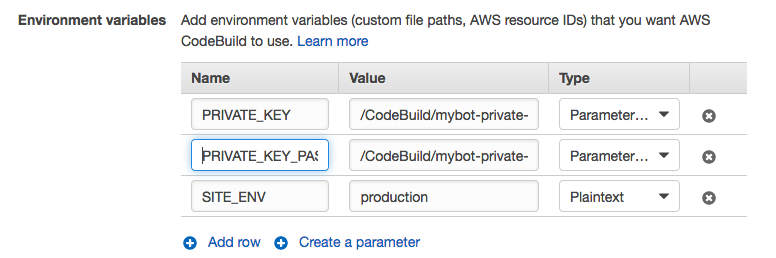 Environment variables Add environment variables (custom file paths, AWS resource IDs) that you want AWS
CodeBuild to use. Learn more
Name Value Type
PRIVATE_KEY /CodeBuild/mybot-private- Parameter...
PRIVATE_KEY_PAS /CodeBuild/mybot-private- Parameter...
SITE_ENV production Plaintext
Add row Create a parameter